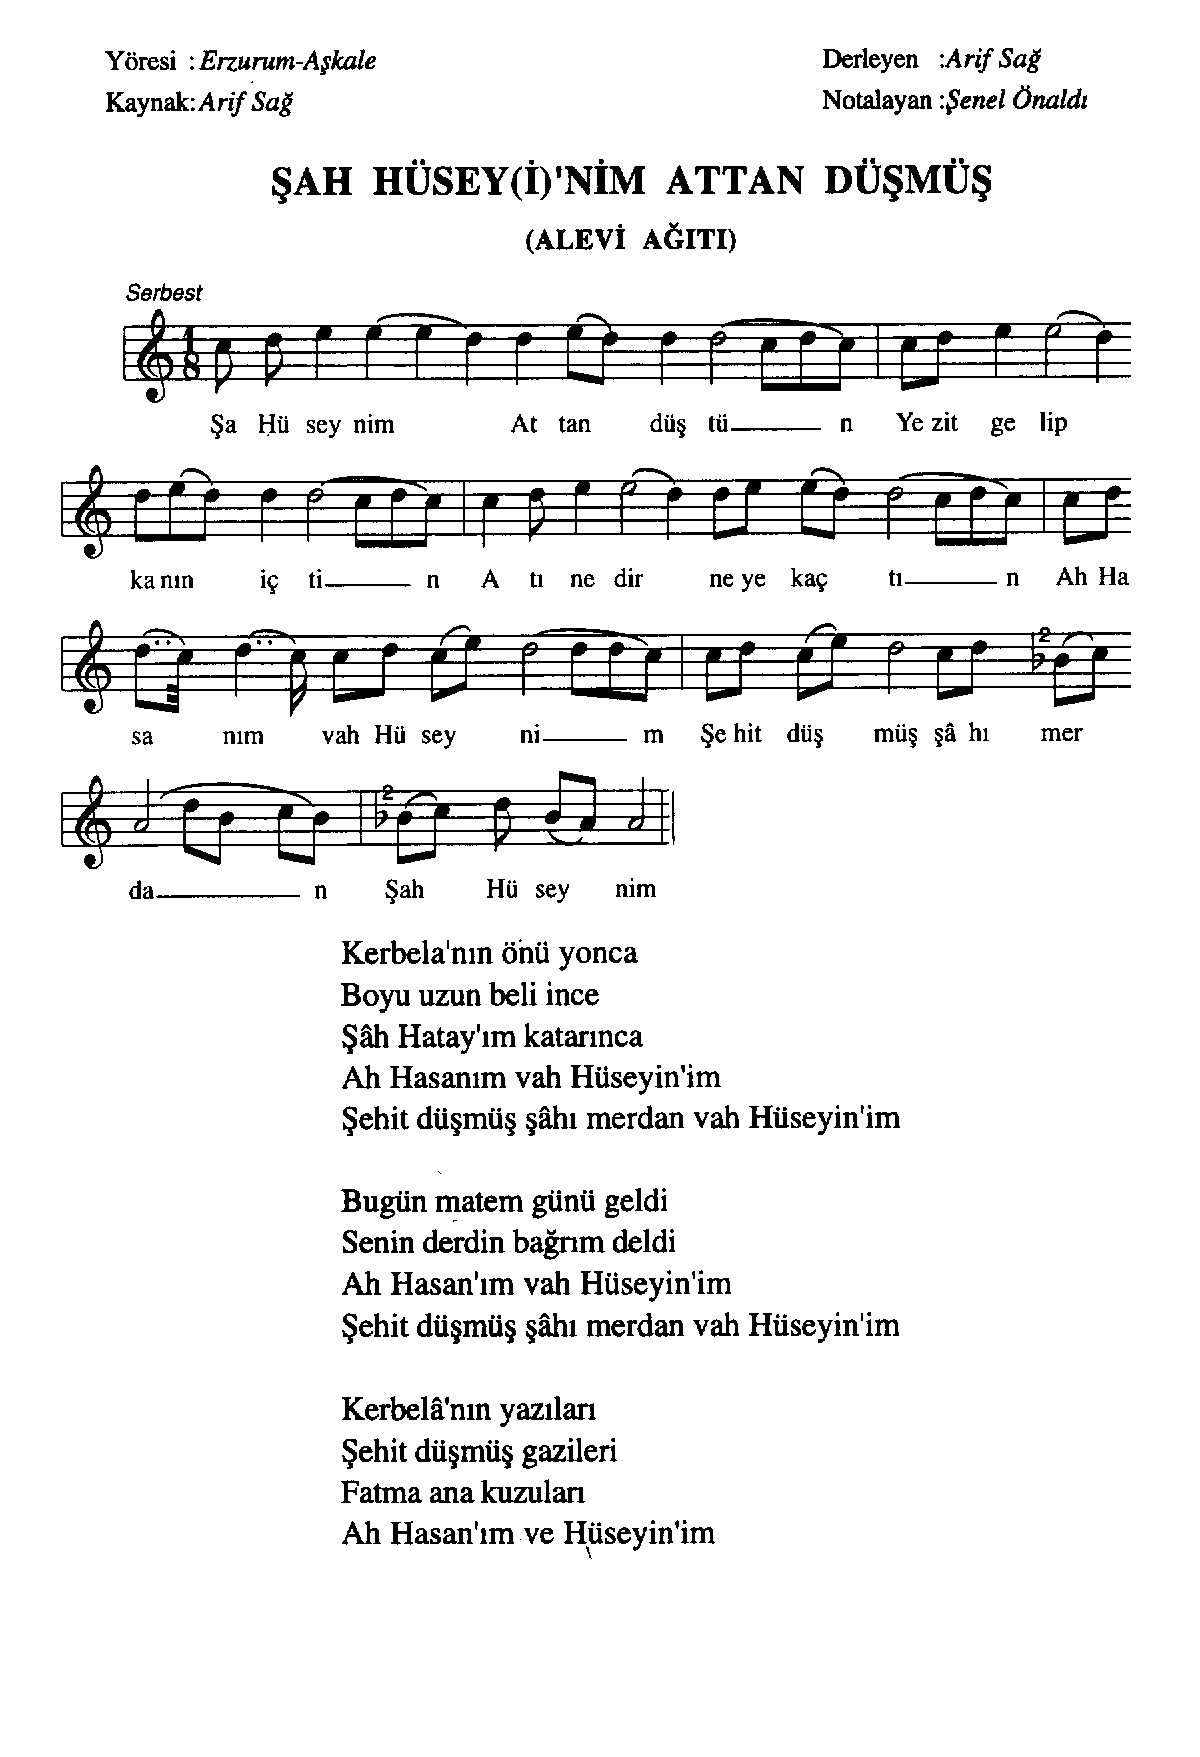 Yöresi : Erzurum-Aşkale
Derleyen :Arif Sağ
Kaynak: Arif Sağ
Notalayan :Şenel Önaldı
ŞAH HÜSEY(İ)'NİM ATTAN DÜŞMÜŞ
(ALEVİ AĞITI)
Serbest
1
8
Şa Hü sey nim At tan düş tü n Ye zit ge lip
ka nın iç ti n A tı ne dir ne ye kaç tı n Ah Ha
2
sa nım vah Hü sey ni m Şe hit düş müş şâ hı mer
2
da n Şah Hü sey nim
Kerbela'nın önü yonca
Boyu uzun beli ince
Şâh Hatay'ım katarınca
Ah Hasanım vah Hüseyin'im
Şehit düşmüş şâhı merdan vah Hüseyin'im
Bugün matem günü geldi
Senin derdin bağrım deldi
Ah Hasan'ım vah Hüseyin'im
Şehit düşmüş şâhı merdan vah Hüseyin'im
Kerbelâ'nın yazıları
Şehit düşmüş gazileri
Fatma ana kuzuları
Ah Hasan'ım ve Hüseyin'im